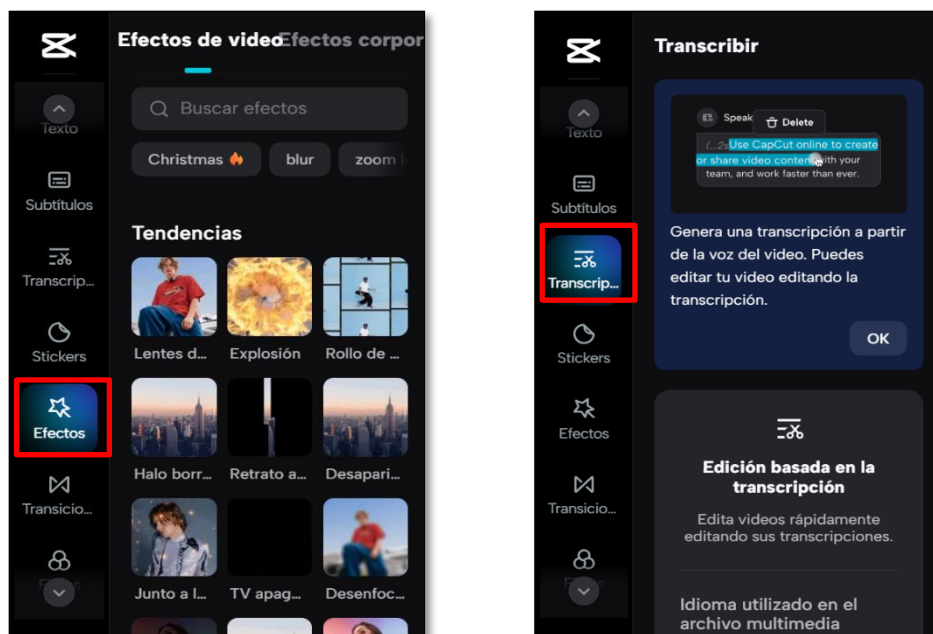 Efectos de video
Efectos corpor
Texto
Buscar efectos
Christmas 🔥 blur zoom
Subtítulos
Tendencias
Transcrip...
Lentes d... Explosión Rollo de ...
Stickers
Efectos
Halo borr... Retrato a... Desapari...
Transicio...
Junto a l... TV apag... Desenfoc...
Transcribir
Texto
Speak Delete
(...2s Use CapCut online to create
or share video content with your
team, and work faster than ever.
Subtítulos
Genera una transcripción a partir
de la voz del video. Puedes
editar tu video editando la
transcripción.
Transcrip...
OK
Stickers
Efectos
Edición basada en la
transcripción
Transicio...
Edita videos rápidamente
editando sus transcripciones.
Idioma utilizado en el
archivo multimedia